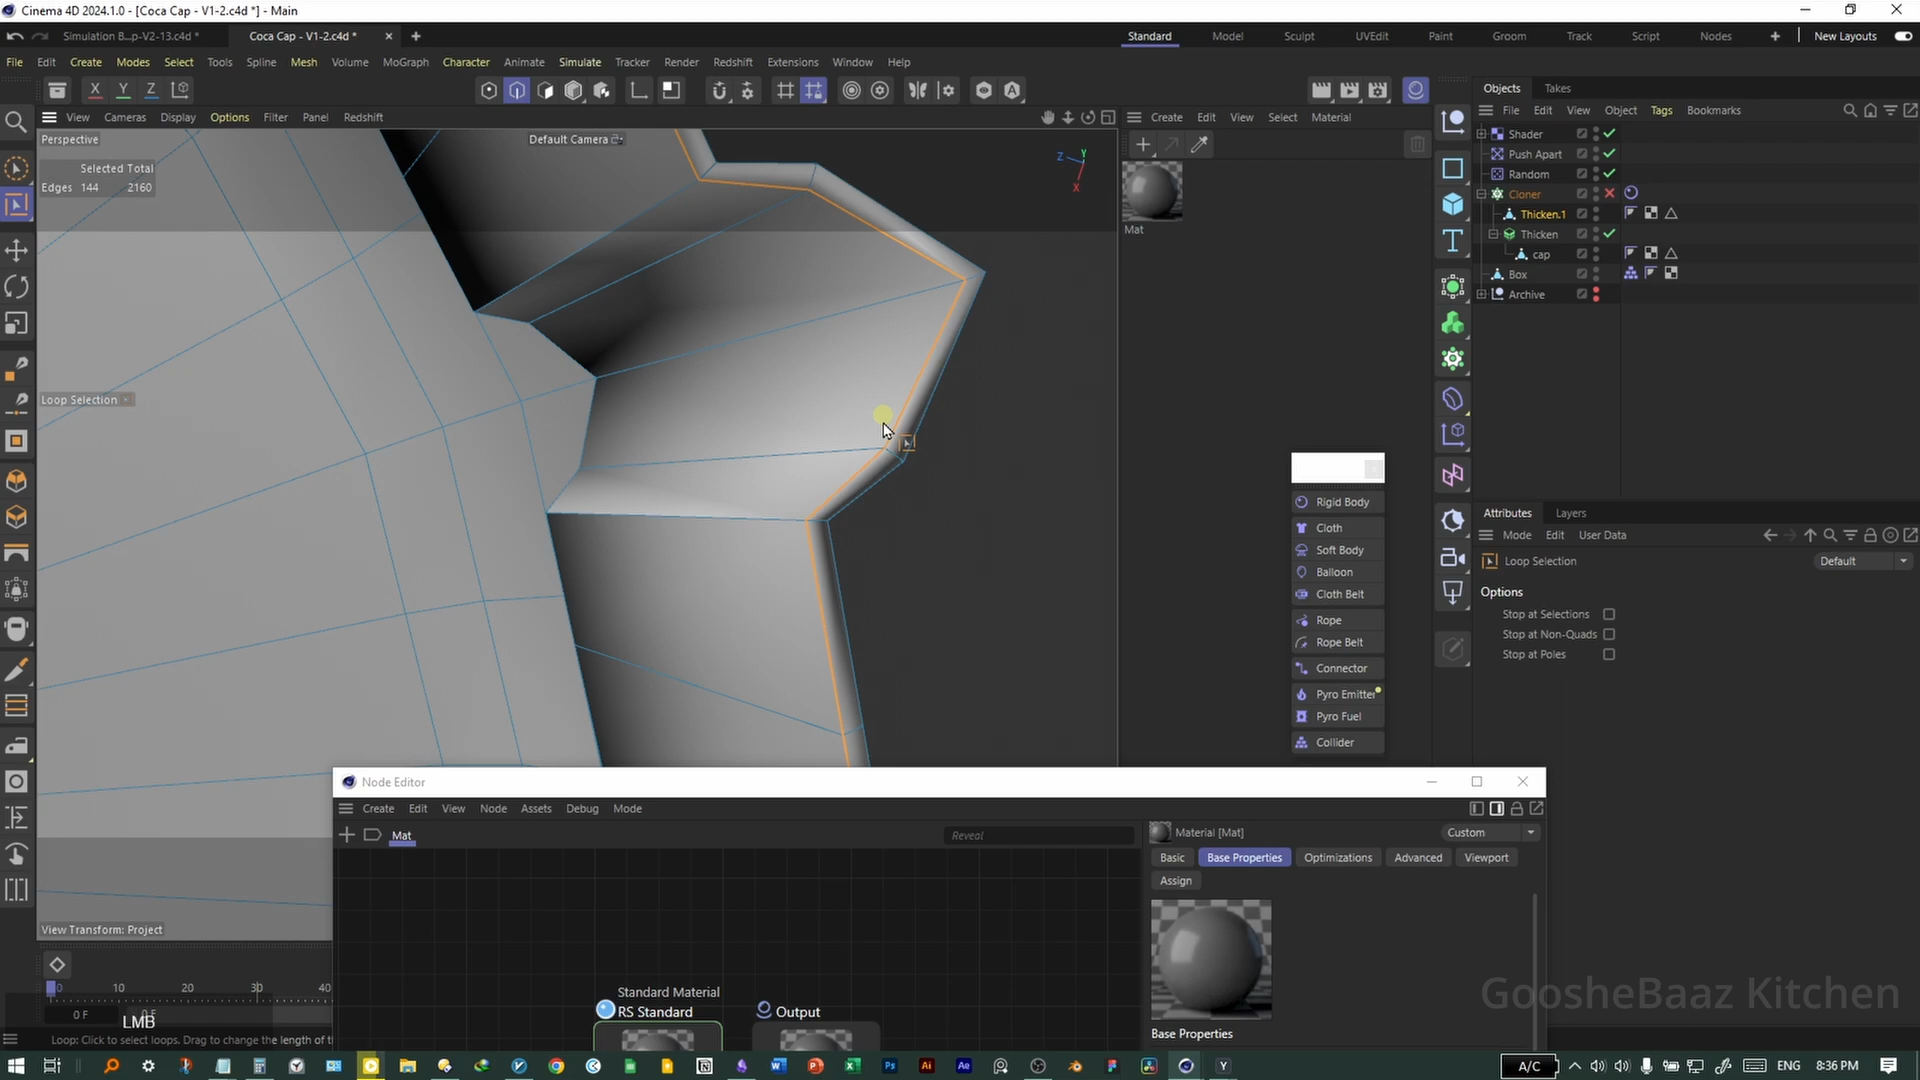 Cinema 4D 2024.1.0 - [Coca Cap - V1-2.c4d *] - Main
Simulation B...p-V2-13.c4d *
Coca Cap - V1-2.c4d *
Standard
Model
Sculpt
UVEdit
Paint
Groom
Track
Script
Nodes
New Layouts
File Edit Create Modes Select Tools Spline Mesh Volume MoGraph Character Animate Simulate Tracker Render Redshift Extensions Window Help
X Y Z
Objects Takes
View Cameras Display Options Filter Panel Redshift
Create Edit View Select Material
File Edit View Object Tags Bookmarks
Perspective
Default Camera
Selected Total
Edges 144 2160
Z Y X
Mat
Shader
Push Apart
Random
Cloner
Thicken.1
Thicken
cap
Box
Archive
Loop Selection
Rigid Body
Cloth
Soft Body
Balloon
Cloth Belt
Rope
Rope Belt
Connector
Pyro Emitter
Pyro Fuel
Collider
Attributes Layers
Mode Edit User Data
Loop Selection
Default
Options
Stop at Selections
Stop at Non-Quads
Stop at Poles
Node Editor
Create Edit View Node Assets Debug Mode
Mat
Reveal
Material [Mat]
Custom
Basic Base Properties Optimizations Advanced Viewport
Assign
Base Properties
Standard Material
RS Standard
Output
View Transform: Project
0 10 20 30 40
0 F
LMB
Loop: Click to select loops. Drag to change the length of t
GoosheBaaz Kitchen
A/C
ENG
8:36 PM